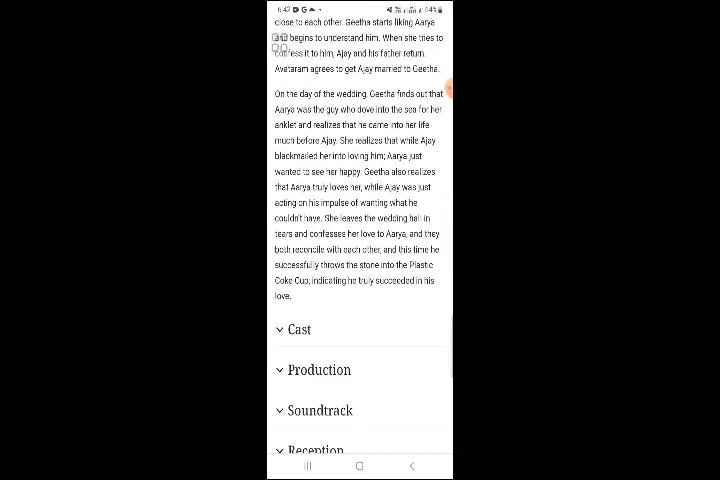 6:42
64%
close to each other. Geetha starts liking Aarya
and begins to understand him. When she tries to
confess it to him, Ajay and his father return.
Avataram agrees to get Ajay married to Geetha.
On the day of the wedding, Geetha finds out that
Aarya was the guy who dove into the sea for her
anklet and realizes that he came into her life
much before Ajay. She realizes that while Ajay
blackmailed her into loving him; Aarya just
wanted to see her happy. Geetha also realizes
that Aarya truly loves her, while Ajay was just
acting on his impulse of wanting what he
couldn't have. She leaves the wedding hall in
tears and confesses her love to Aarya, and they
both reconcile with each other, and this time he
successfully throws the stone into the Plastic
Coke Cup, indicating he truly succeeded in his
love.
Cast
Production
Soundtrack
Reception